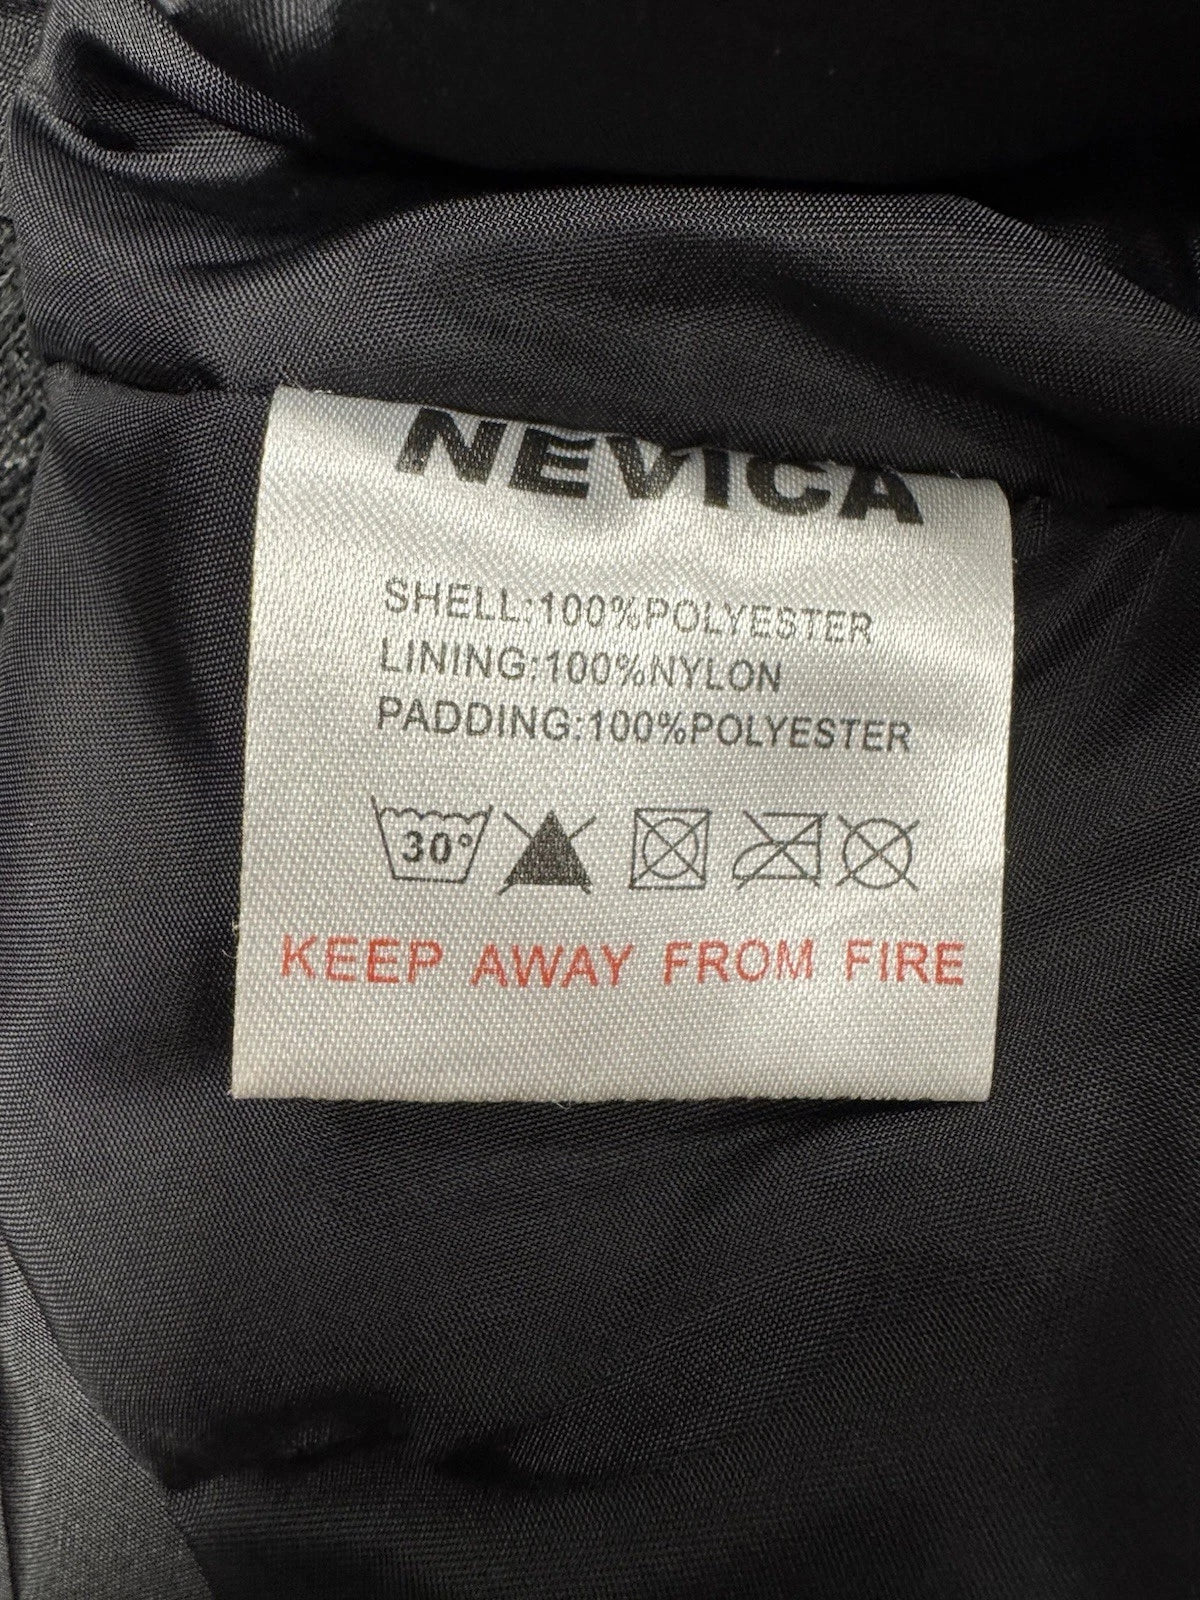 NEVICA
SHELL:100%POLYESTER
LINING:100%NYLON
PADDING:100%POLYESTER
30°
KEEP AWAY FROM FIRE